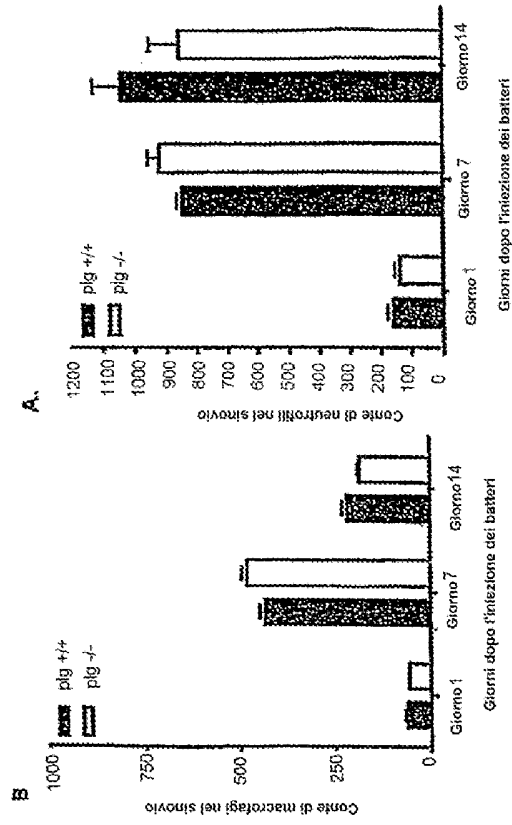 A.
plg +/+
plg -/-
Conte di neutrofili nel sinovio
1200
1100
1000
900
800
700
600
500
400
300
200
100
0
Giorno 1
Giorno 7
Giorno 14
Giorni dopo l'iniezione dei batteri
B
plg +/+
plg -/-
Conte di macrofagi nel sinovio
1000
750
500
250
0
Giorno 1
Giorno 7
Giorno 14
Giorni dopo l'iniezione dei batteri